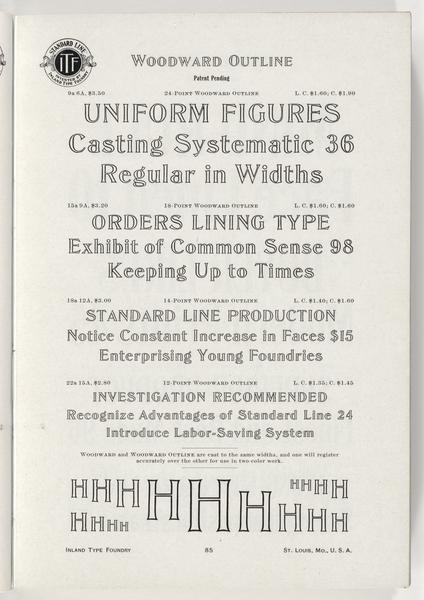 STANDARD LINE
ITF
PATENTED BY
INLAND TYPE FOUNDRY
WOODWARD OUTLINE
Patent Pending
9a 6A, $3.50 24-POINT WOODWARD OUTLINE L. C. $1.60; C. $1.90
UNIFORM FIGURES
Casting Systematic 36
Regular in Widths
15a 9A, $3.20 18-POINT WOODWARD OUTLINE L. C. $1.60; C. $1.60
ORDERS LINING TYPE
Exhibit of Common Sense 98
Keeping Up to Times
18a 12A, $3.00 14-POINT WOODWARD OUTLINE L. C. $1.40; C. $1.60
STANDARD LINE PRODUCTION
Notice Constant Increase in Faces $15
Enterprising Young Foundries
22a 15A, $2.80 12-POINT WOODWARD OUTLINE L. C. $1.35; C. $1.45
INVESTIGATION RECOMMENDED
Recognize Advantages of Standard Line 24
Introduce Labor-Saving System
WOODWARD and WOODWARD OUTLINE are cast to the same widths, and one will register
accurately over the other for use in two-color work.
HHHHHHHHHH
HHHHHHHH
INLAND TYPE FOUNDRY 85 ST. LOUIS, MO., U. S. A.